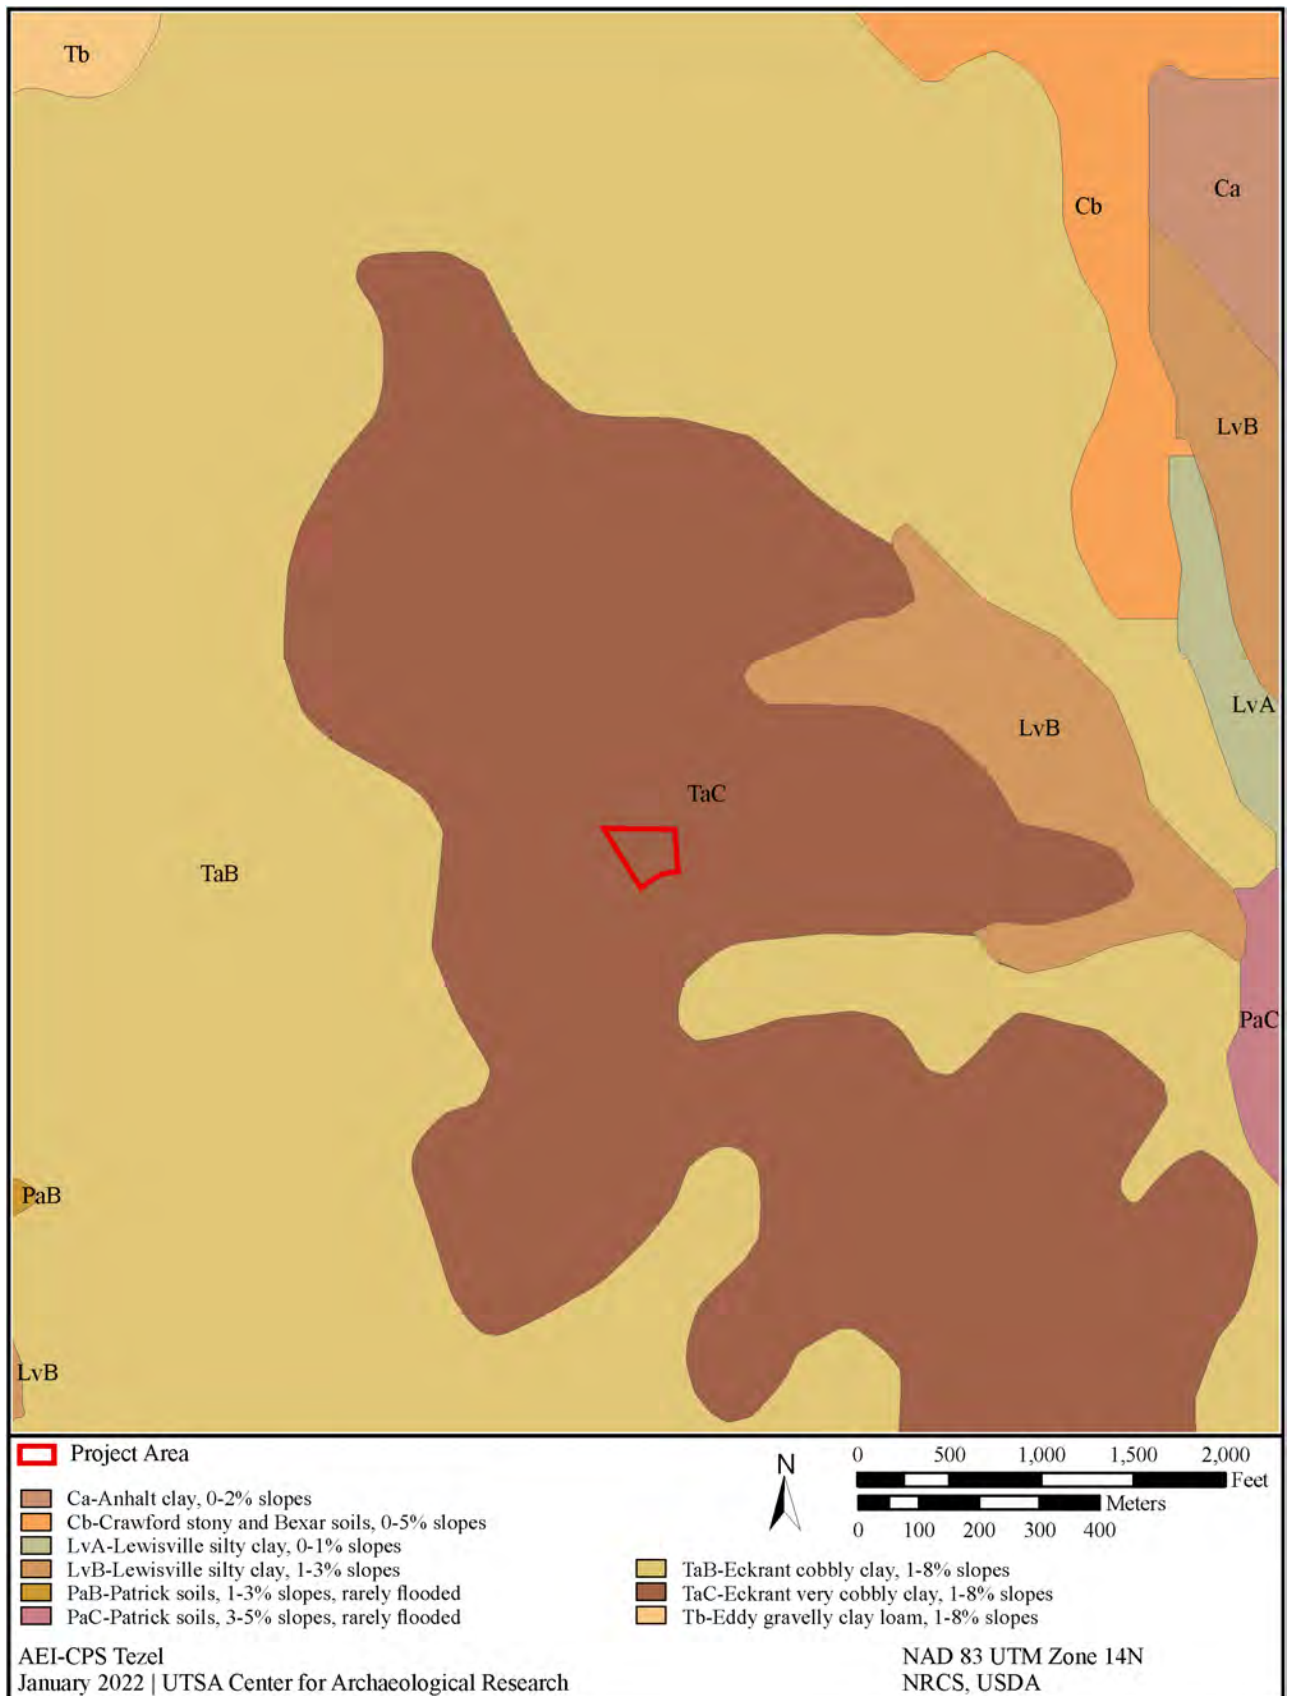 Tb
Ca
Cb
LvB
LvA
LvB
TaC
TaB
PaC
PaB
LvB
Project Area
Ca-Anhalt clay, 0-2% slopes
Cb-Crawford stony and Bexar soils, 0-5% slopes
LvA-Lewisville silty clay, 0-1% slopes
LvB-Lewisville silty clay, 1-3% slopes
PaB-Patrick soils, 1-3% slopes, rarely flooded
PaC-Patrick soils, 3-5% slopes, rarely flooded
N
0 500 1,000 1,500 2,000
Feet
Meters
0 100 200 300 400
TaB-Eckrant cobbly clay, 1-8% slopes
TaC-Eckrant very cobbly clay, 1-8% slopes
Tb-Eddy gravelly clay loam, 1-8% slopes
AEI-CPS Tezel
January 2022 | UTSA Center for Archaeological Research
NAD 83 UTM Zone 14N
NRCS, USDA